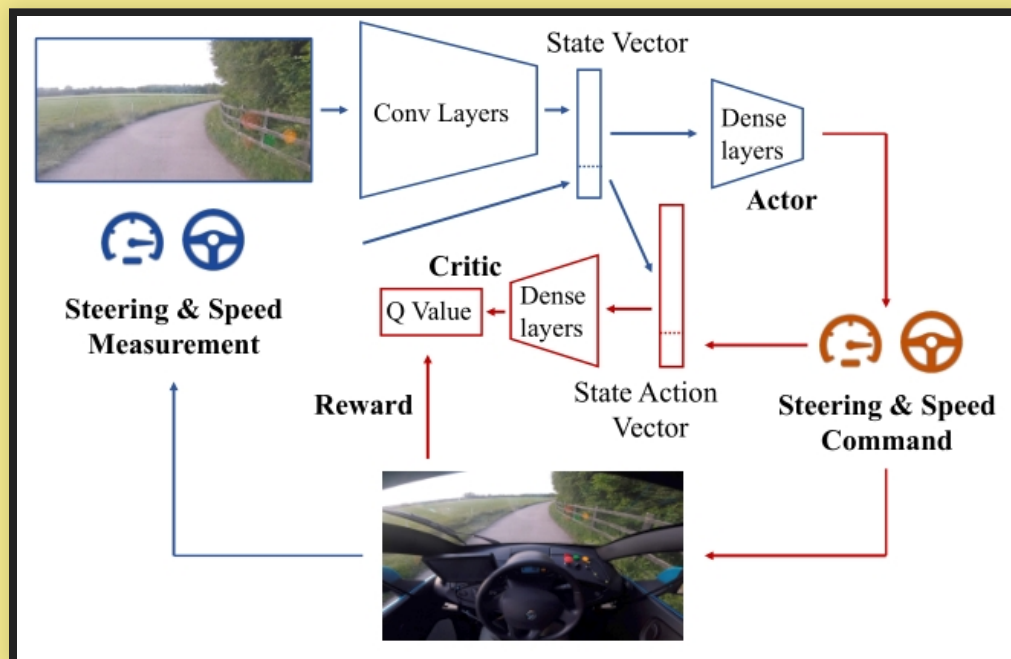 State Vector
Conv Layers
Dense
layers
Actor
Critic
Q Value
Dense
layers
Steering & Speed
Measurement
Reward
State Action
Vector
Steering & Speed
Command